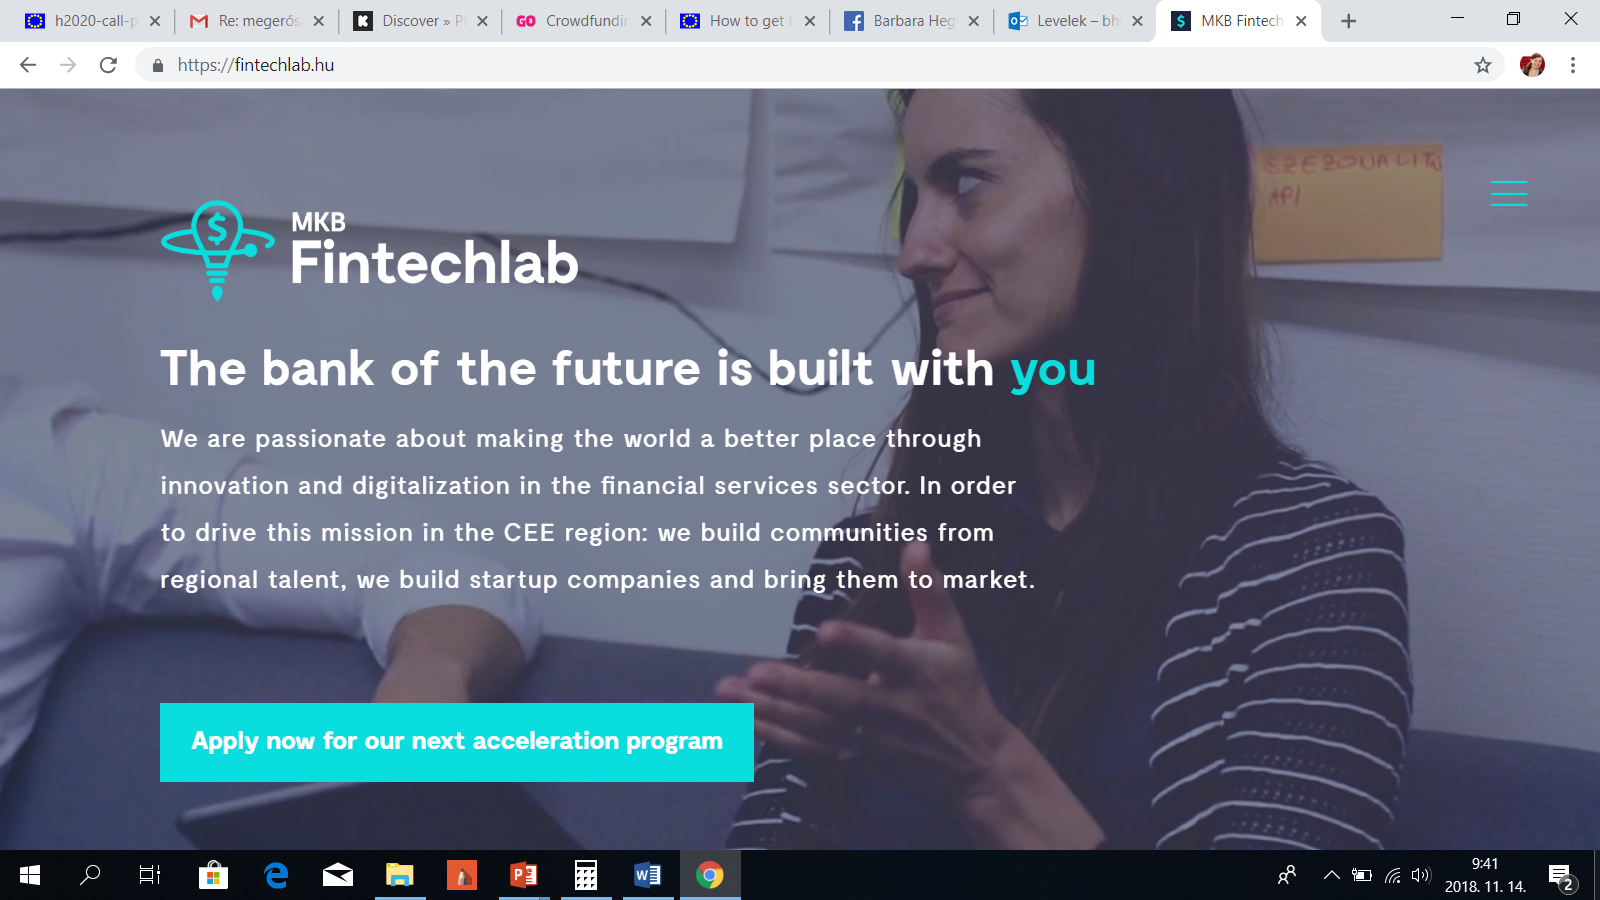 h2020-call-p
Re: megerős
Discover » P
Crowdfundin
How to get f
Barbara Heg
Levelek – bh
MKB Fintech
https://fintechlab.hu
SZEZONALITÁS
API
MKB
Fintechlab
The bank of the future is built with you
We are passionate about making the world a better place through
innovation and digitalization in the financial services sector. In order
to drive this mission in the CEE region: we build communities from
regional talent, we build startup companies and bring them to market.
Apply now for our next acceleration program
9:41
2018. 11. 14.
2